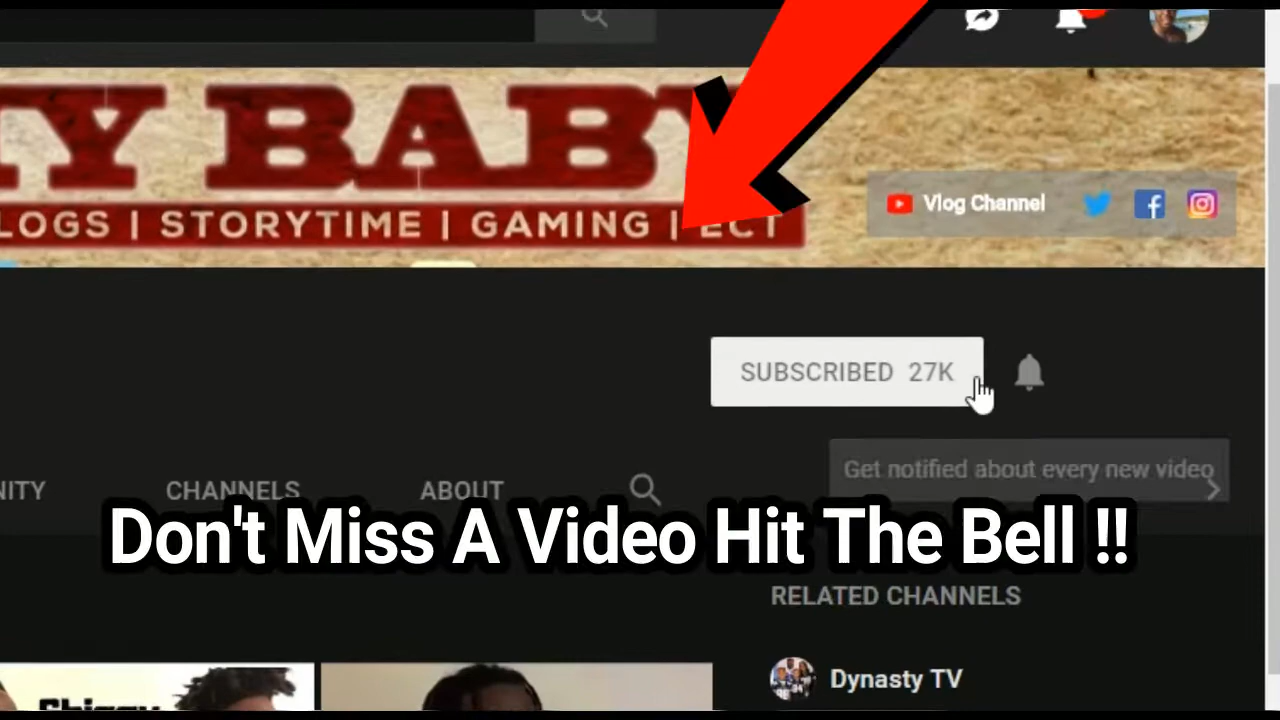 Y BABY
LOGS | STORYTIME | GAMING | ECT
Vlog Channel
SUBSCRIBED 27K
Get notified about every new video
NITY
CHANNELS
ABOUT
Don't Miss A Video Hit The Bell !!
RELATED CHANNELS
Dynasty TV